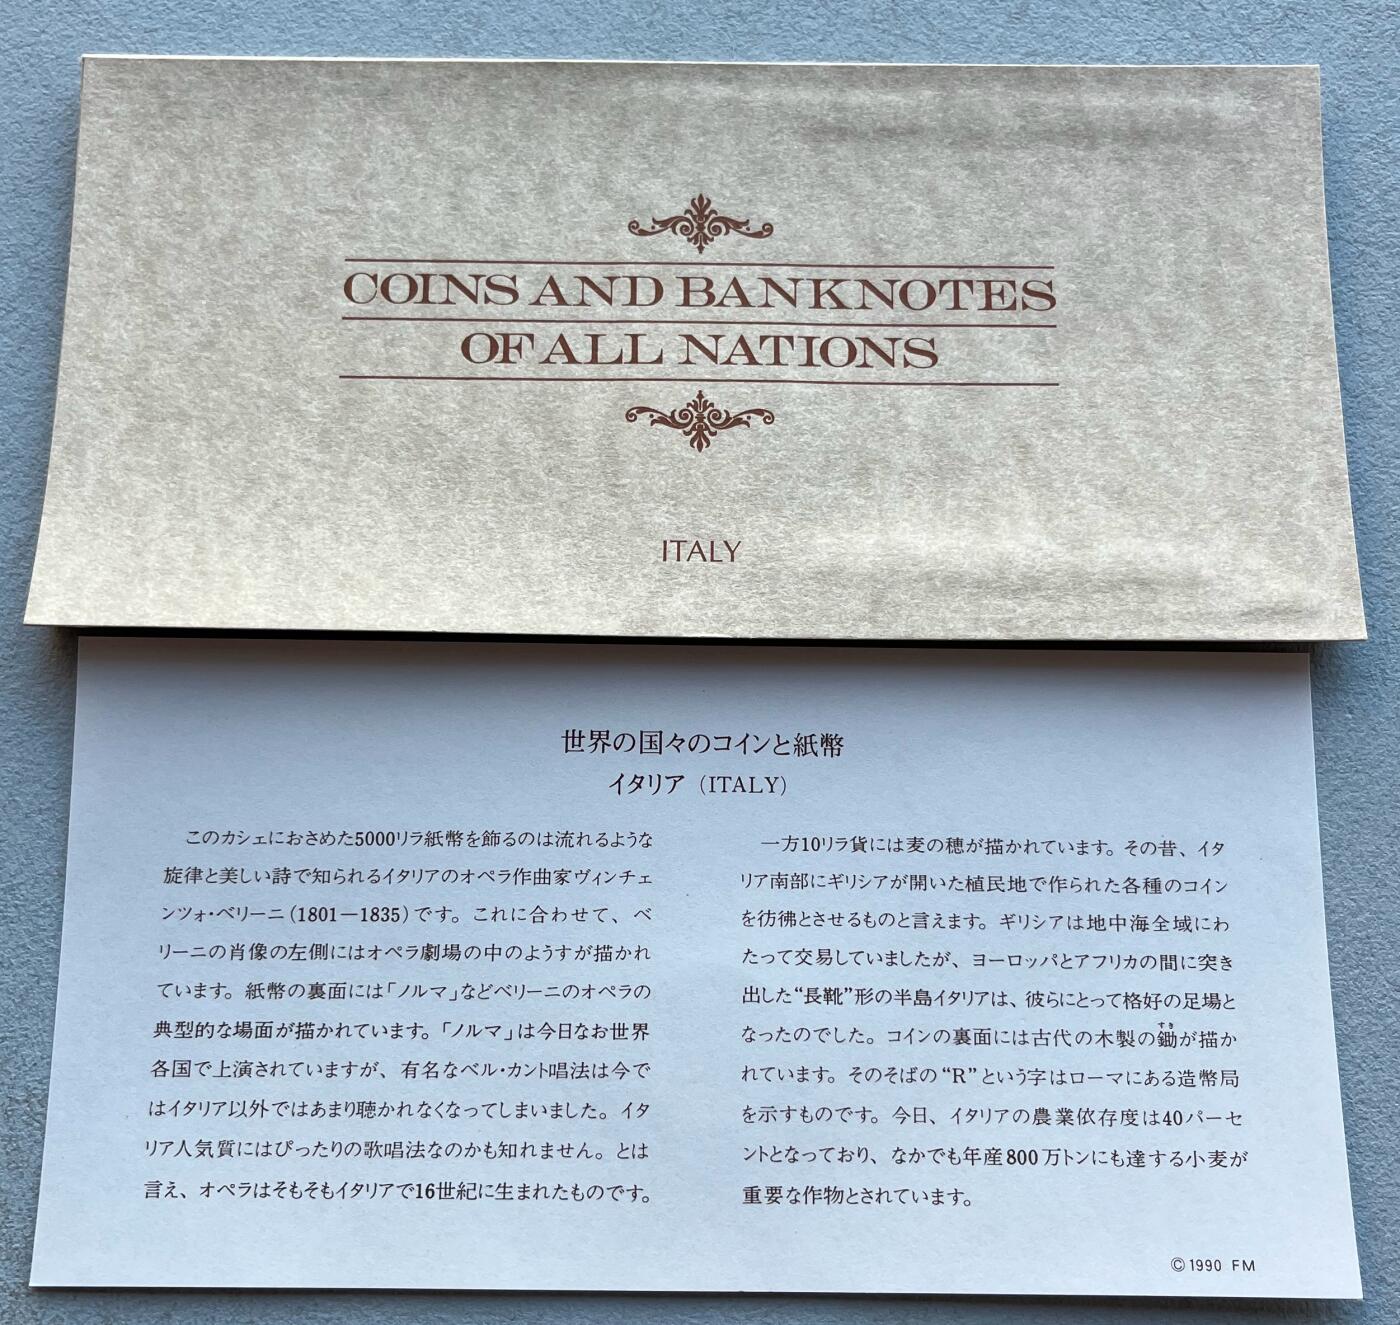 COINS AND BANKNOTES
OF ALL NATIONS
ITALY
世界の国々のコインと紙幣
イタリア（ITALY）
このカシェにおさめた5000リラ紙幣を飾るのは流れるような
旋律と美しい詩で知られるイタリアのオペラ作曲家ヴィンチェ
ンツォ・ベリーニ（1801－1835）です。これに合わせて、ベ
リーニの肖像の左側にはオペラ劇場の中のようすが描かれ
ています。紙幣の裏面には「ノルマ」などベリーニのオペラの
典型的な場面が描かれています。「ノルマ」は今日なお世界
各国で上演されていますが、有名なベル・カント唱法は今で
はイタリア以外ではあまり聴かれなくなってしまいました。イタ
リア人気質にはぴったりの歌唱法なのかも知れません。とは
言え、オペラはそもそもイタリアで16世紀に生まれたものです。
一方10リラ貨には麦の穂が描かれています。その昔、イタ
リア南部にギリシアが開いた植民地で作られた各種のコイン
を彷彿とさせるものと言えます。ギリシアは地中海全域にわ
たって交易していましたが、ヨーロッパとアフリカの間に突き
出した“長靴”形の半島イタリアは、彼らにとって格好の足場と
なったのでした。コインの裏面には古代の木製の鋤すきが描か
れています。そのそばの“R”という字はローマにある造幣局
を示すものです。今日、イタリアの農業依存度は40パーセ
ントとなっており、なかでも年産800万トンにも達する小麦が
重要な作物とされています。
©1990 FM